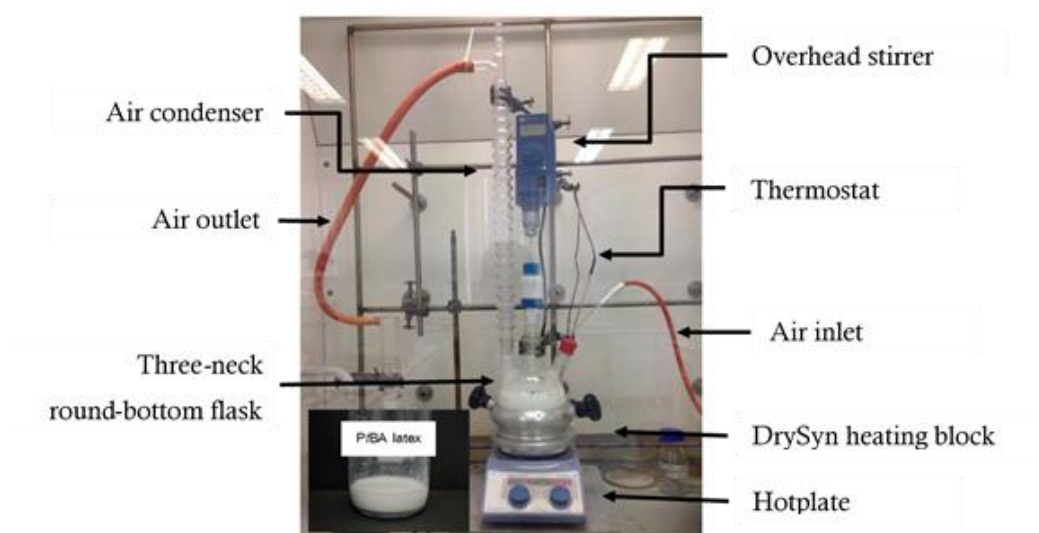 Overhead stirrer
Air condenser
Thermostat
Air outlet
Air inlet
Three-neck
round-bottom flask
P/BA latex
DrySyn heating block
Hotplate